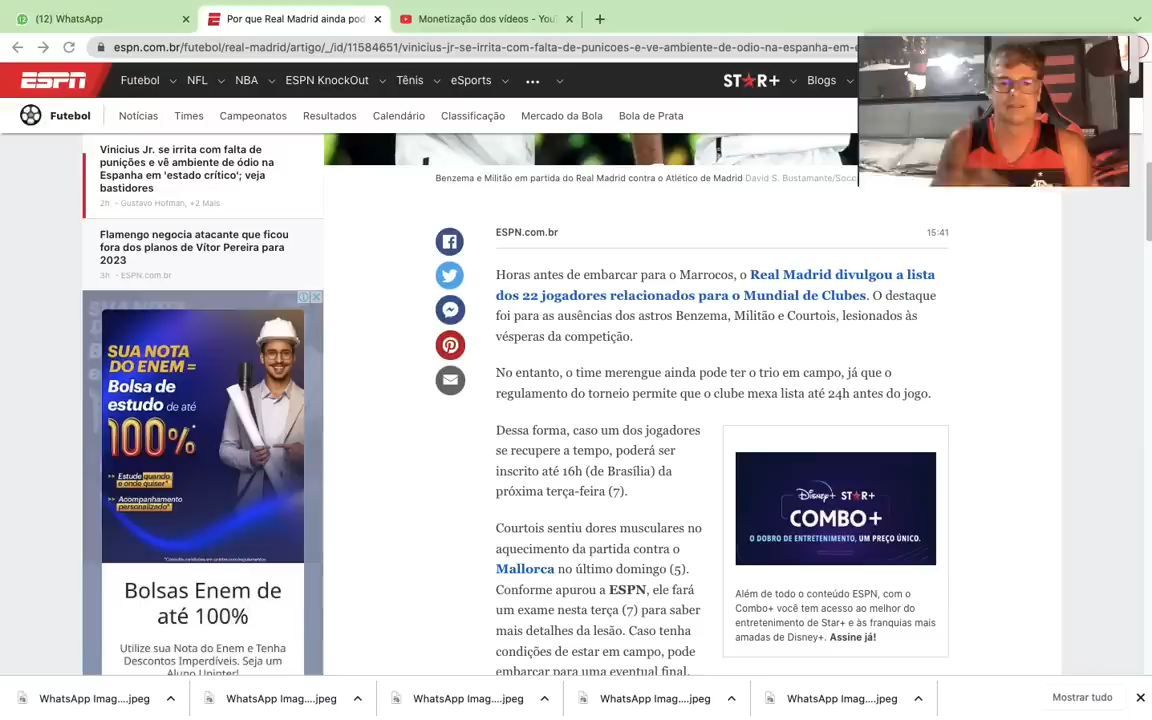 (12) WhatsApp
Por que Real Madrid ainda pod
Monetização dos vídeos - You
espn.com.br/futebol/real-madrid/artigo/_/id/11584651/vinicius-jr-se-irrita-com-falta-de-punicoes-e-ve-ambiente-de-odio-na-espanha-em-e
ESPN
Futebol
NFL
NBA
ESPN KnockOut
Tênis
eSports
STAR+
Blogs
Futebol
Notícias
Times
Campeonatos
Resultados
Calendário
Classificação
Mercado da Bola
Bola de Prata
Vinicius Jr. se irrita com falta de
punições e vê ambiente de ódio na
Espanha em 'estado crítico'; veja
bastidores
2h - Gustavo Hofman, +2 Mais
Flamengo negocia atacante que ficou
fora dos planos de Vítor Pereira para
2023
3h - ESPN.com.br
SUA NOTA
DO ENEM =
Bolsa de
estudo de até
100%
Estude quando
e onde quiser*
Acompanhamento
personalizado*
Bolsas Enem de
até 100%
Utilize sua Nota do Enem e Tenha
Descontos Imperdíveis. Seja um
Aluno Uninter!
Benzema e Militão em partida do Real Madrid contra o Atlético de Madrid David S. Bustamante/Socc
ESPN.com.br
15:41
Horas antes de embarcar para o Marrocos, o Real Madrid divulgou a lista
dos 22 jogadores relacionados para o Mundial de Clubes. O destaque
foi para as ausências dos astros Benzema, Militão e Courtois, lesionados às
vésperas da competição.
No entanto, o time merengue ainda pode ter o trio em campo, já que o
regulamento do torneio permite que o clube mexa lista até 24h antes do jogo.
Dessa forma, caso um dos jogadores
se recupere a tempo, poderá ser
inscrito até 16h (de Brasília) da
próxima terça-feira (7).
Courtois sentiu dores musculares no
aquecimento da partida contra o
Mallorca no último domingo (5).
Conforme apurou a ESPN, ele fará
um exame nesta terça (7) para saber
mais detalhes da lesão. Caso tenha
condições de estar em campo, pode
embarcar para uma eventual final.
Disney+ STAR+
COMBO+
O DOBRO DE ENTRETENIMENTO, UM PREÇO ÚNICO.
Além de todo o conteúdo ESPN, com o
Combo+ você tem acesso ao melhor do
entretenimento de Star+ e às franquias mais
amadas de Disney+. Assine já!
WhatsApp Imag....jpeg
WhatsApp Imag....jpeg
WhatsApp Imag....jpeg
WhatsApp Imag....jpeg
WhatsApp Imag....jpeg
Mostrar tudo